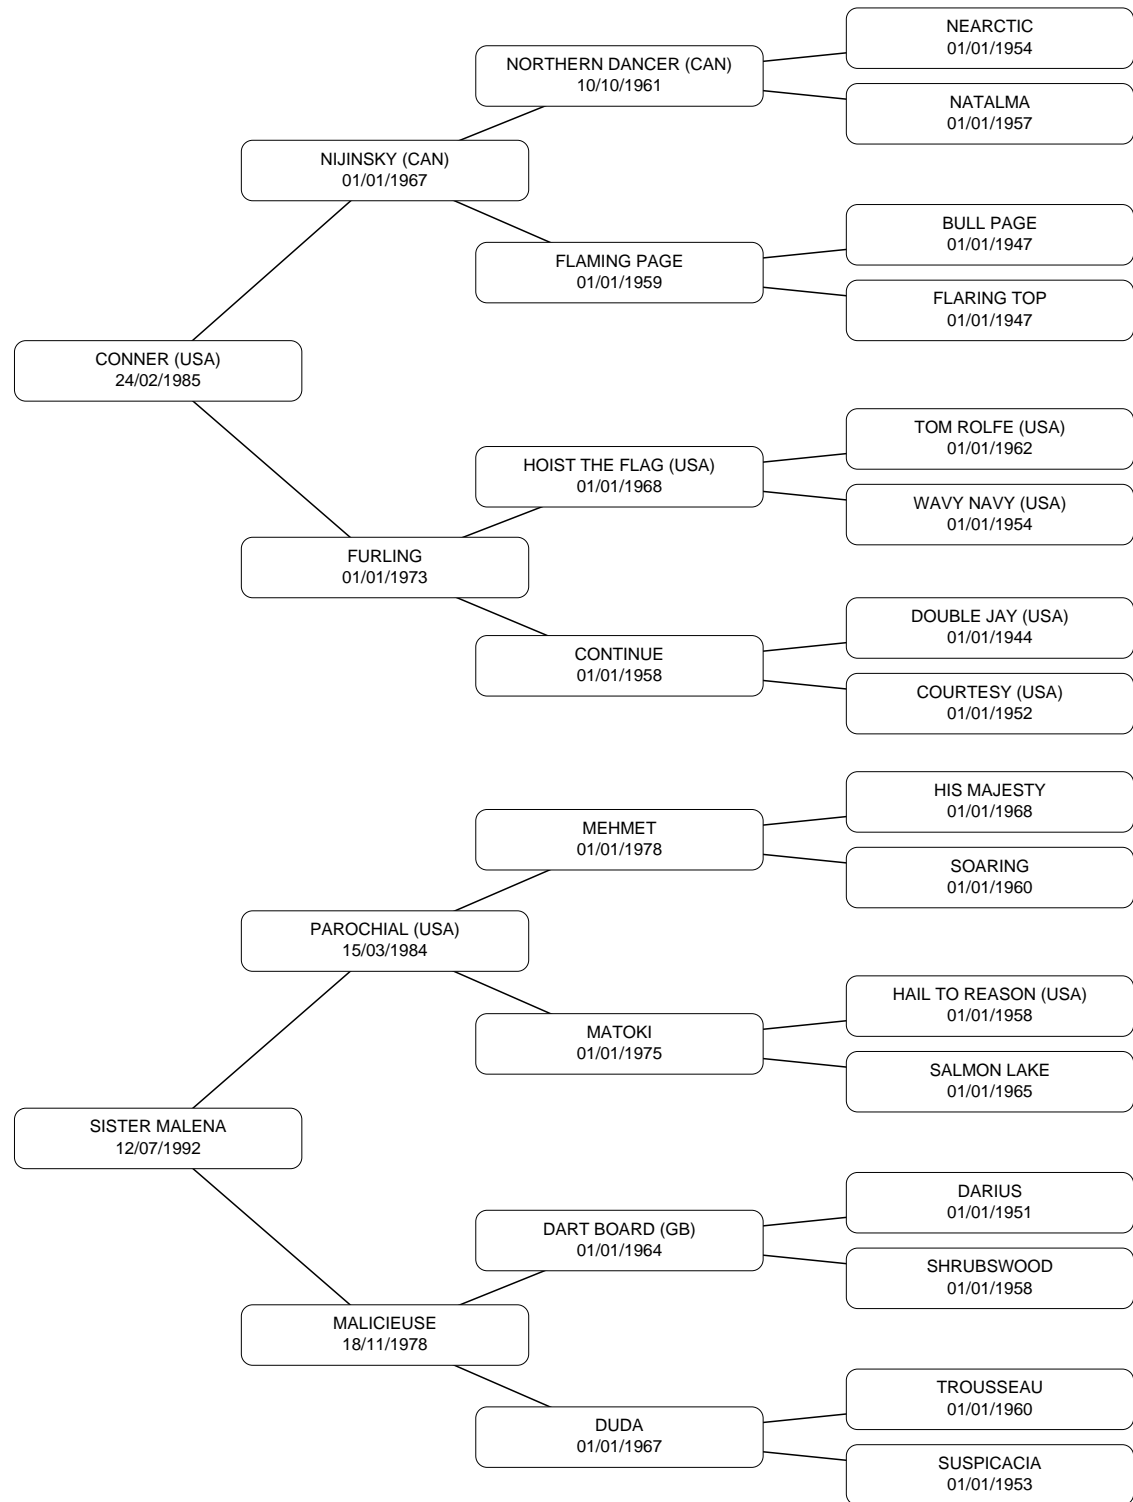 NEARCTIC
01/01/1954
NORTHERN DANCER (CAN)
10/10/1961
NATALMA
01/01/1957
NIJINSKY (CAN)
01/01/1967
BULL PAGE
01/01/1947
FLAMING PAGE
01/01/1959
FLARING TOP
01/01/1947
CONNER (USA)
24/02/1985
TOM ROLFE (USA)
01/01/1962
HOIST THE FLAG (USA)
01/01/1968
WAVY NAVY (USA)
01/01/1954
FURLING
01/01/1973
DOUBLE JAY (USA)
01/01/1944
CONTINUE
01/01/1958
COURTESY (USA)
01/01/1952
HIS MAJESTY
01/01/1968
MEHMET
01/01/1978
SOARING
01/01/1960
PAROCHIAL (USA)
15/03/1984
HAIL TO REASON (USA)
01/01/1958
MATOKI
01/01/1975
SALMON LAKE
01/01/1965
SISTER MALENA
12/07/1992
DARIUS
01/01/1951
DART BOARD (GB)
01/01/1964
SHRUBSWOOD
01/01/1958
MALICIEUSE
18/11/1978
TROUSSEAU
01/01/1960
DUDA
01/01/1967
SUSPICACIA
01/01/1953